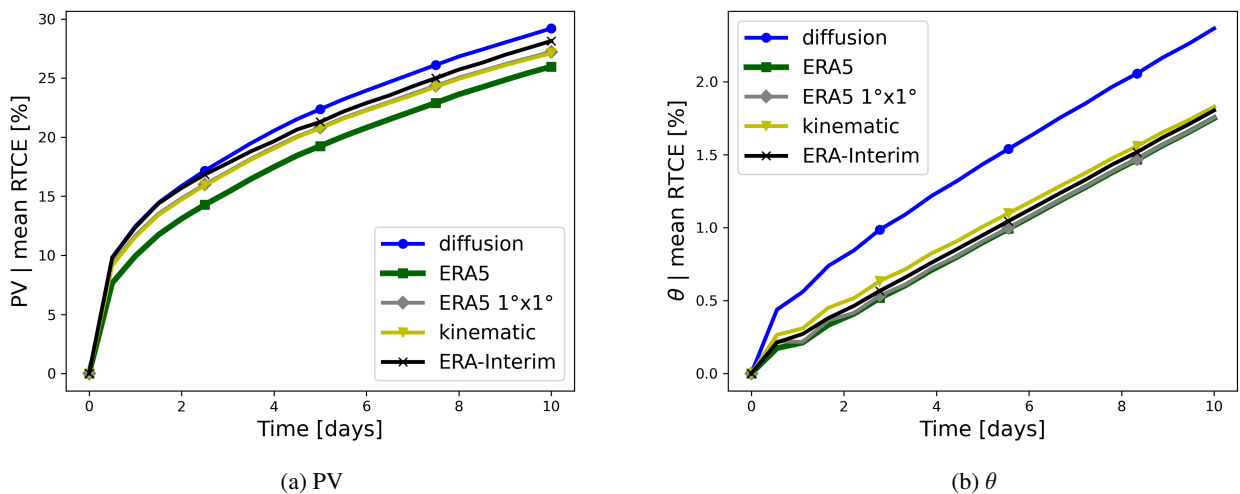 PV | mean RTCE [%]
30
25
20
15
10
5
0
diffusion
ERA5
ERA5 1°x1°
kinematic
ERA-Interim
0 2 4 6 8 10
Time [days]
(a) PV
θ | mean RTCE [%]
2.0
1.5
1.0
0.5
0.0
diffusion
ERA5
ERA5 1°x1°
kinematic
ERA-Interim
0 2 4 6 8 10
Time [days]
(b) θ